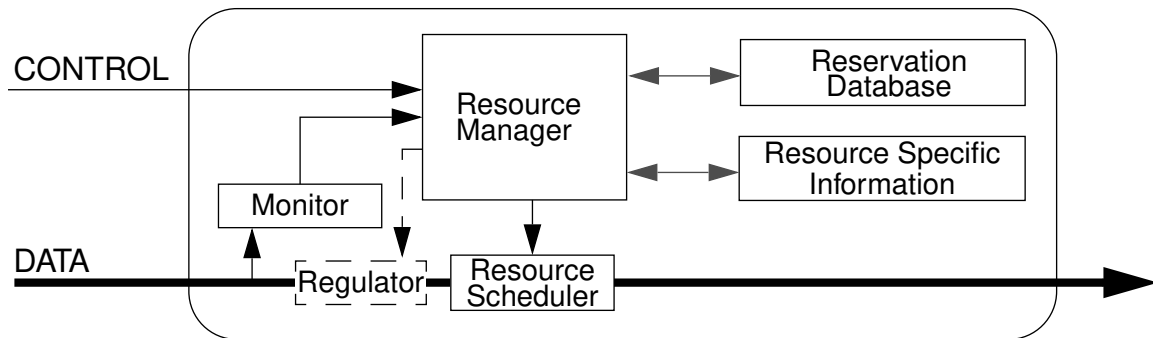 CONTROL
Resource
Manager
Reservation
Database
Resource Specific
Information
Monitor
DATA
Regulator
Resource
Scheduler